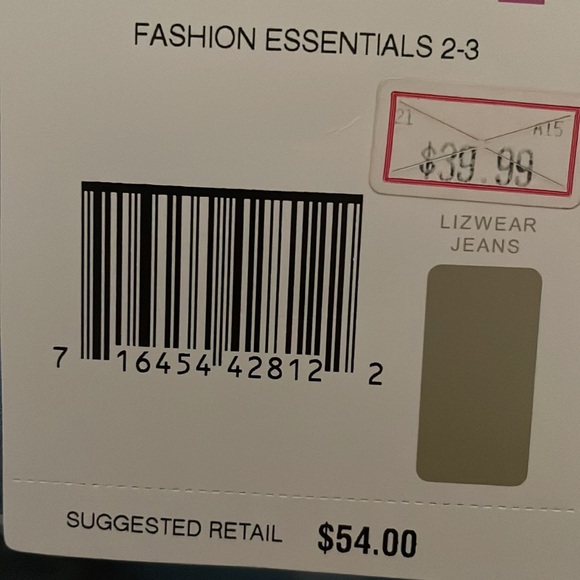 FASHION ESSENTIALS 2-3
21 A15
$39.99
LIZWEAR
JEANS
7 16454 42812 2
SUGGESTED RETAIL $54.00